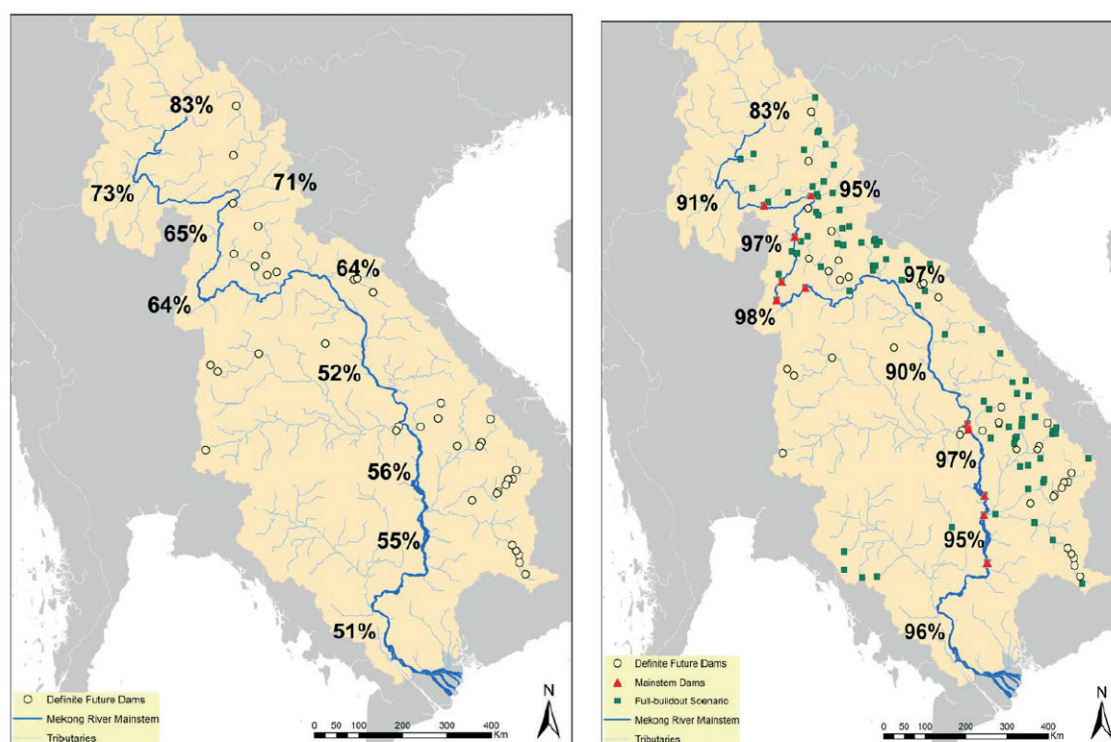 83%
73%
71%
65%
64%
64%
52%
56%
55%
51%
Definite Future Dams
Mekong River Mainstem
Tributaries
0 50 100 200 300 400
Km
N
83%
91%
95%
97%
97%
98%
90%
97%
95%
96%
Definite Future Dams
Mainstem Dams
Full-buildout Scenario
Mekong River Mainstem
Tributaries
0 50 100 200 300 400
Km
N